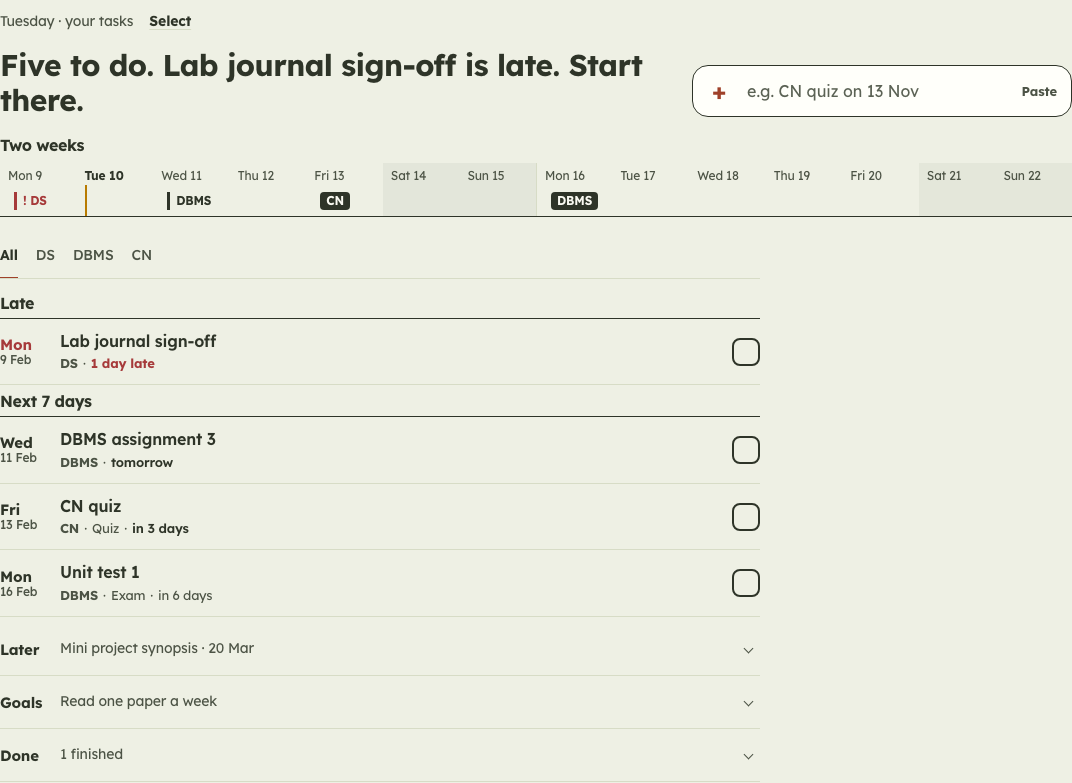 Tuesday · your tasks Select
Five to do. Lab journal sign-off is late. Start
there.
+ e.g. CN quiz on 13 Nov Paste
Two weeks
Mon 9 Tue 10 Wed 11 Thu 12 Fri 13 Sat 14 Sun 15 Mon 16 Tue 17 Wed 18 Thu 19 Fri 20 Sat 21 Sun 22
! DS DBMS CN DBMS
All DS DBMS CN
Late
Mon
9 Feb
Lab journal sign-off
DS · 1 day late
Next 7 days
Wed
11 Feb
DBMS assignment 3
DBMS · tomorrow
Fri
13 Feb
CN quiz
CN · Quiz · in 3 days
Mon
16 Feb
Unit test 1
DBMS · Exam · in 6 days
Later Mini project synopsis · 20 Mar
Goals Read one paper a week
Done 1 finished